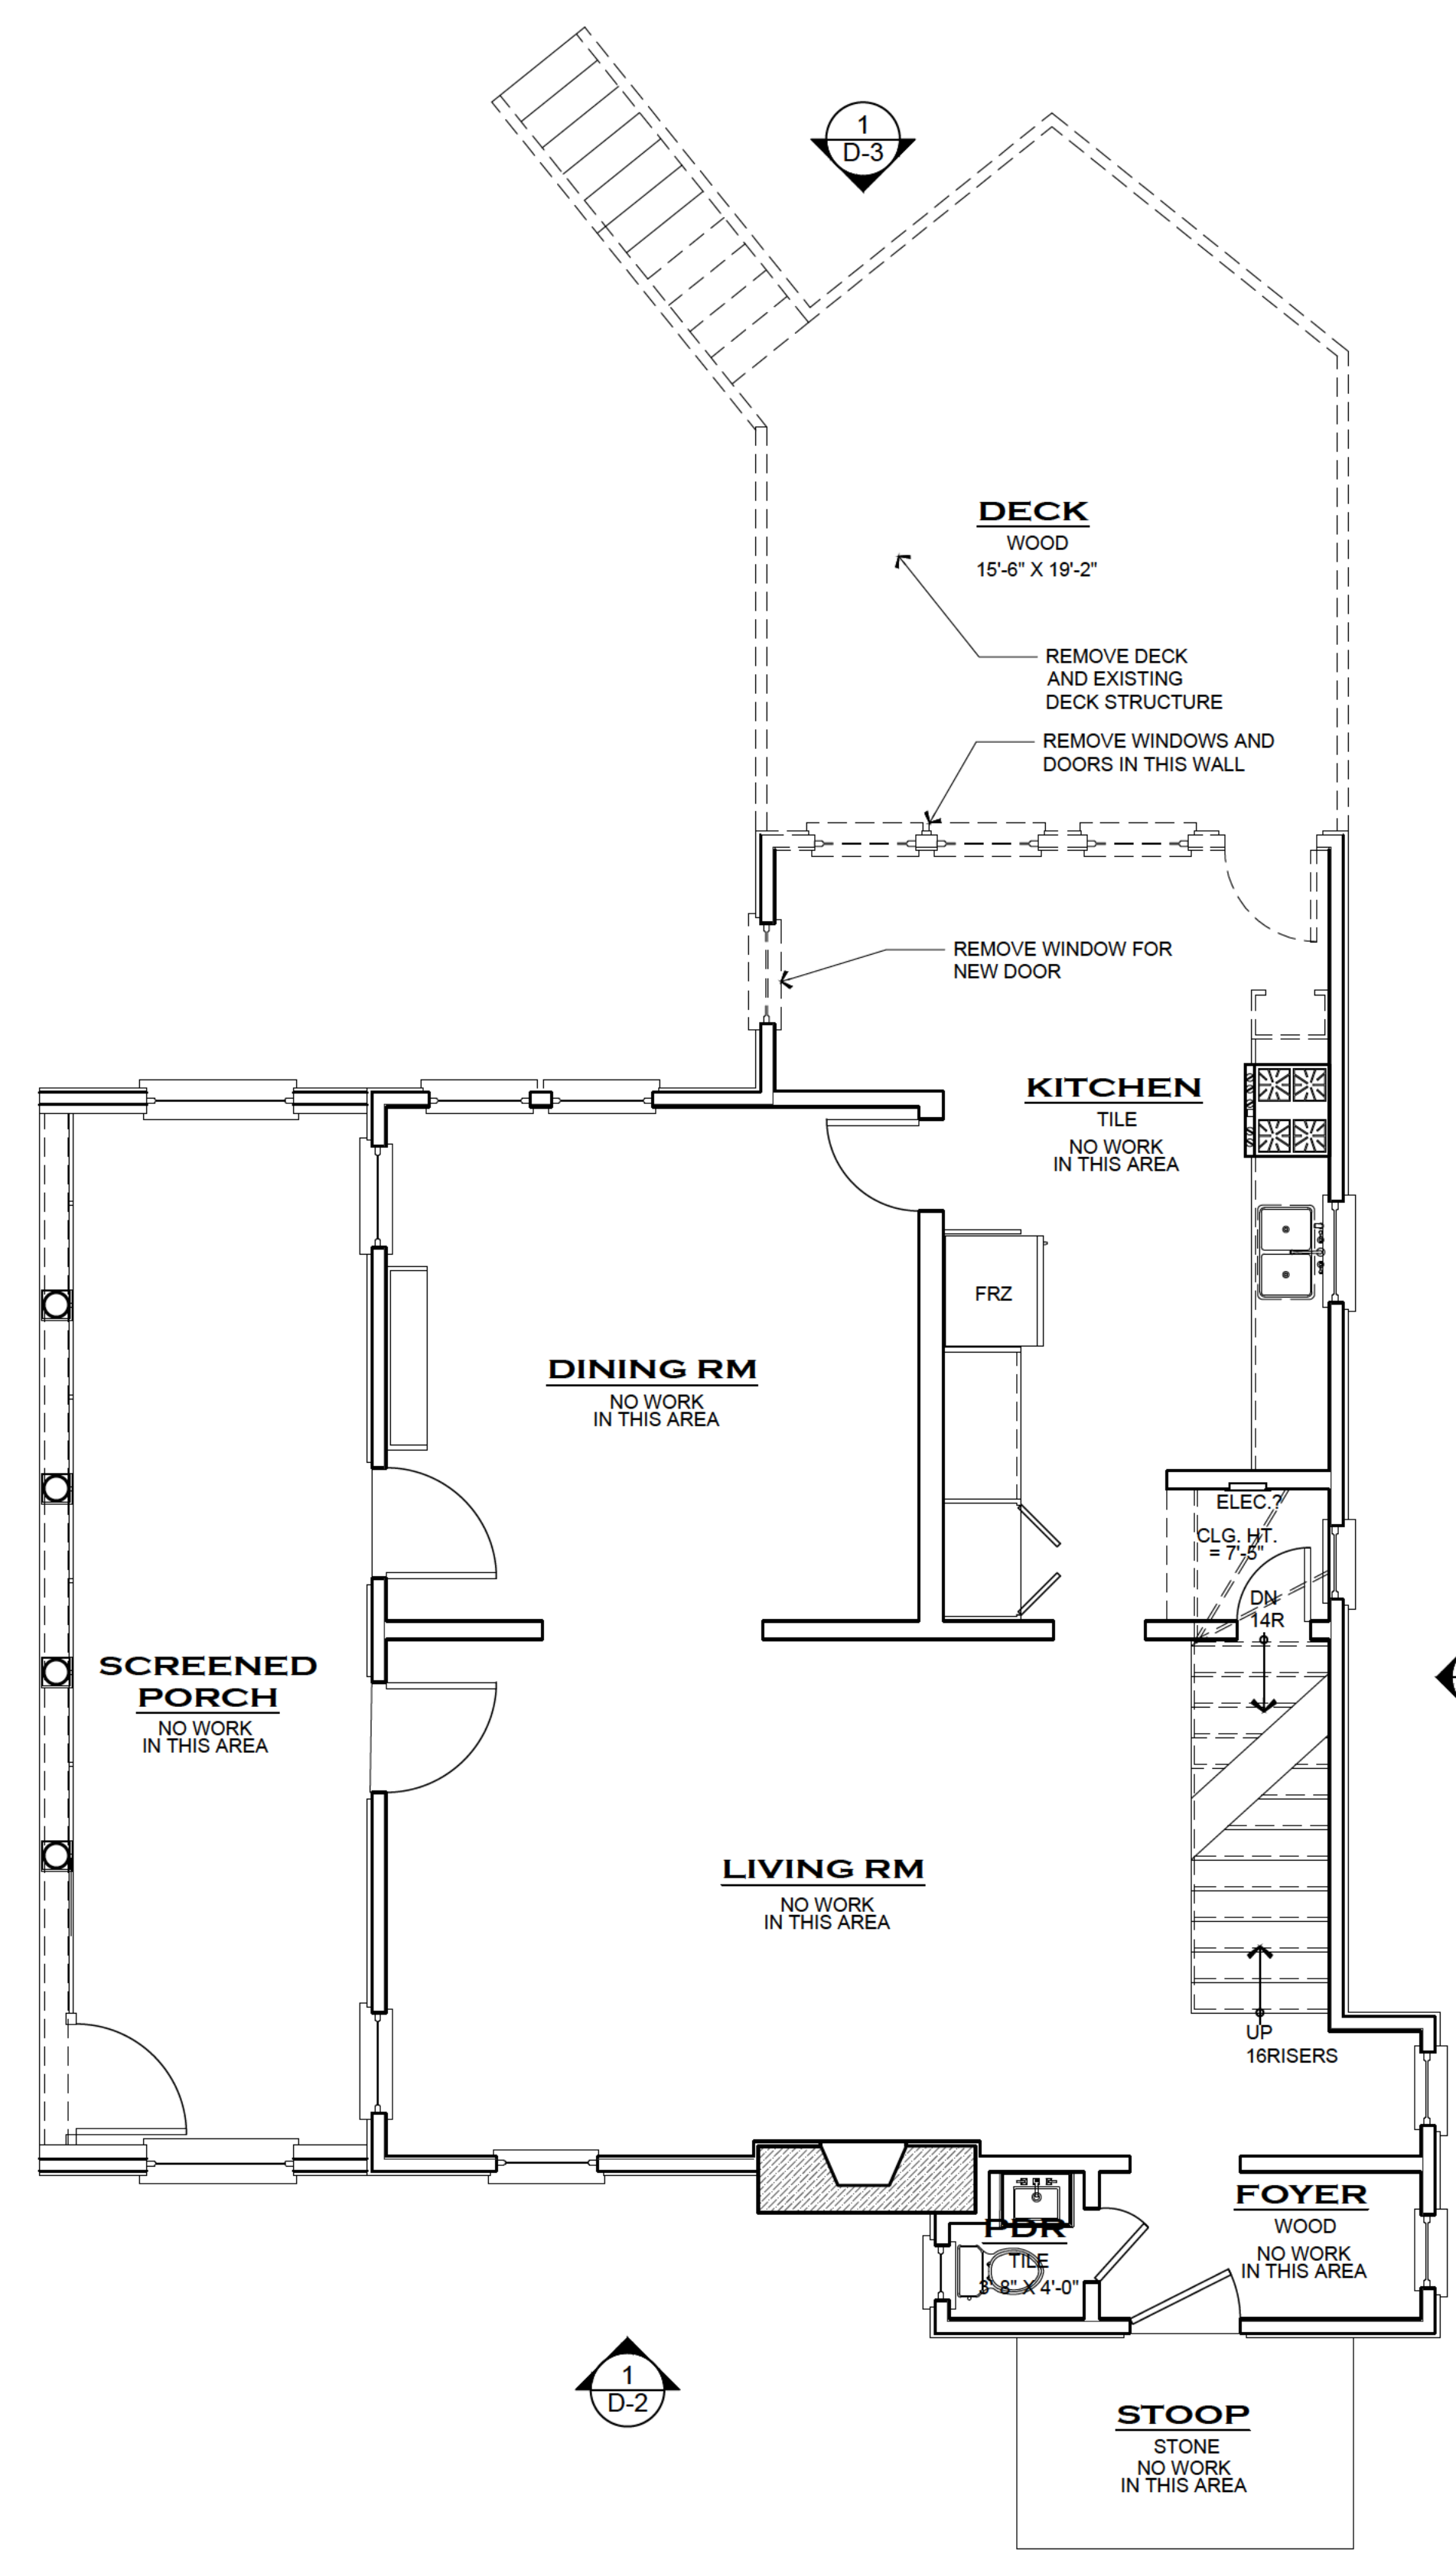 1
D-3
DECK
WOOD
15'-6" X 19'-2"
REMOVE DECK
AND EXISTING
DECK STRUCTURE
REMOVE WINDOWS AND
DOORS IN THIS WALL
REMOVE WINDOW FOR
NEW DOOR
KITCHEN
TILE
NO WORK
IN THIS AREA
FRZ
DINING RM
NO WORK
IN THIS AREA
ELEC.?
CLG. HT.
= 7'-5"
DN
14R
SCREENED
PORCH
NO WORK
IN THIS AREA
LIVING RM
NO WORK
IN THIS AREA
UP
16RISERS
FOYER
WOOD
NO WORK
IN THIS AREA
PDR
TILE
3'-8" X 4'-0"
1
D-2
STOOP
STONE
NO WORK
IN THIS AREA